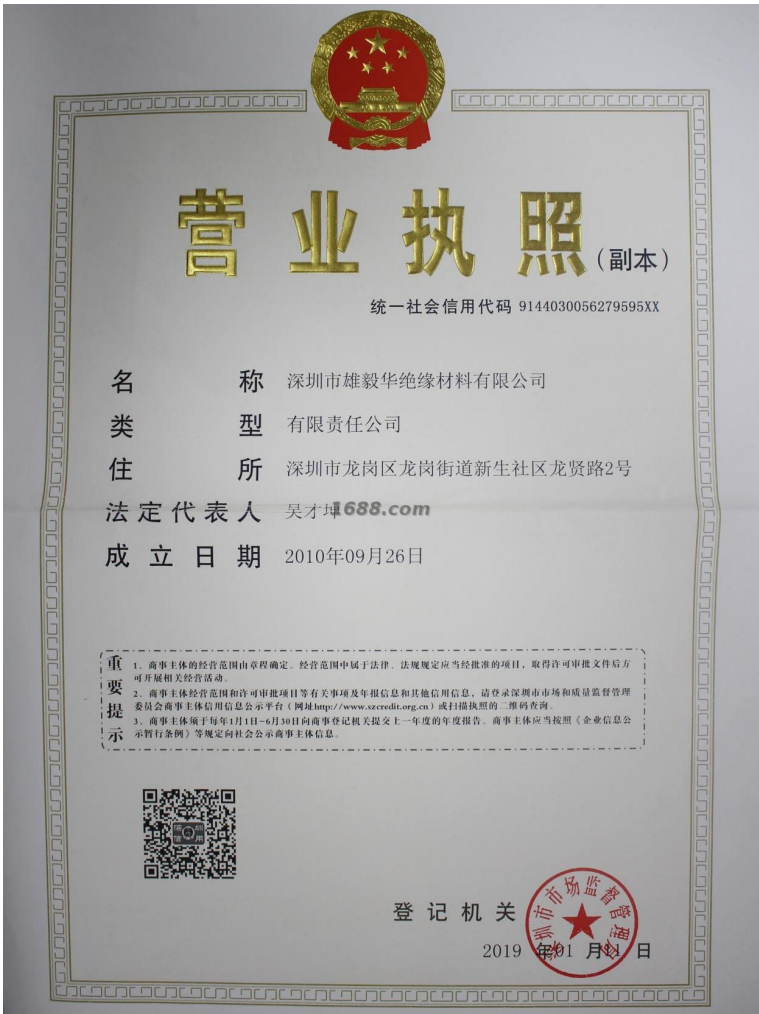 营业执照(副本)
统一社会信用代码 9144030056279595XX
名称 深圳市雄毅华绝缘材料有限公司
类型 有限责任公司
住所 深圳市龙岗区龙岗街道新生社区龙贤路2号
法定代表人 吴才坤
1688.com
成立日期 2010年09月26日
重要提示
1．商事主体的经营范围由章程确定。经营范围中属于法律、法规规定应当经批准的项目，取得许可审批文件后方
可开展相关经营活动。
2．商事主体经营范围和许可审批项目等有关事项及年报信息和其他信用信息，请登录深圳市市场和质量监督管理
委员会商事主体信用信息公示平台（网址http://www.szcredit.org.cn）或扫描执照的二维码查询。
3．商事主体须于每年1月1日-6月30日向商事登记机关提交上一年度的年度报告。商事主体应当按照《企业信息公
示暂行条例》等规定向社会公示商事主体信息。
登记机关
深圳市市场监督管理局
2019 年01 月11 日